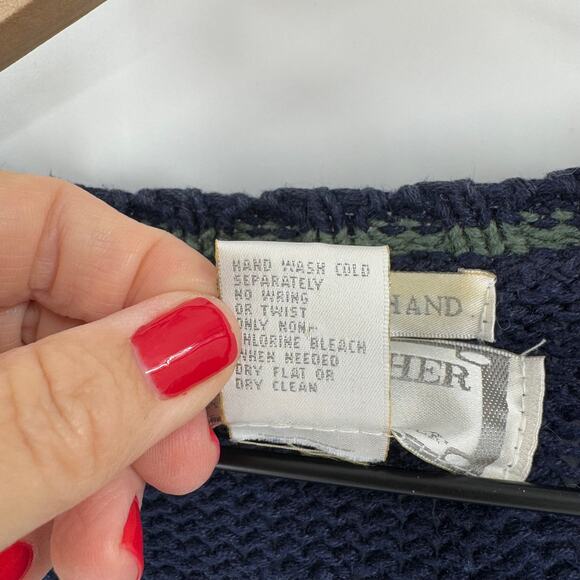 HAND WASH COLD
SEPARATELY
NO WRING
OR TWIST
ONLY NON-
CHLORINE BLEACH
WHEN NEEDED
DRY FLAT OR
DRY CLEAN
HAND
HER